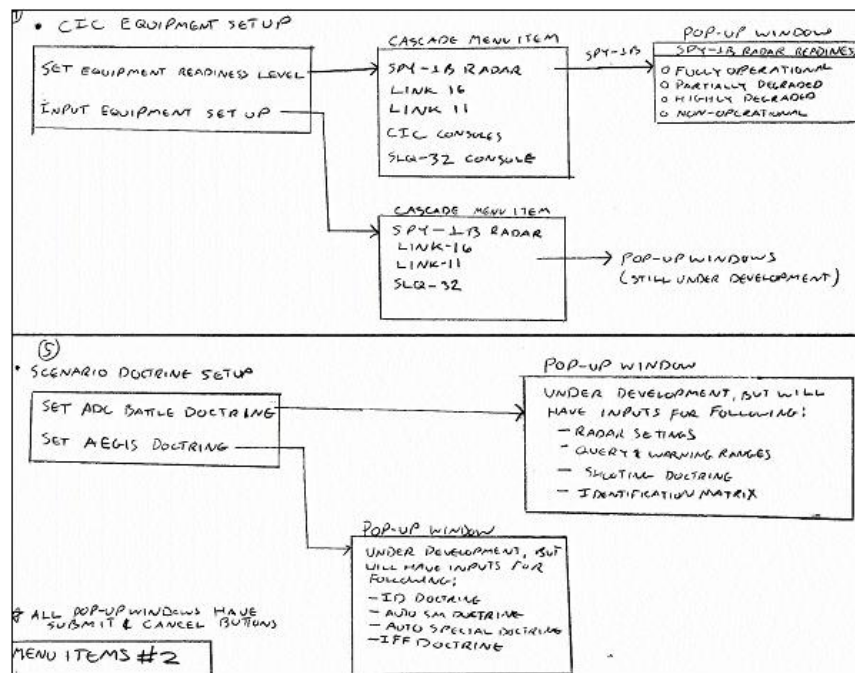 • CIC EQUIPMENT SETUP
SET EQUIPMENT READINESS LEVEL
INPUT EQUIPMENT SET UP
CASCADE MENU ITEM
SPY-1B RADAR
LINK 16
LINK 11
CIC CONSOLES
SLQ-32 CONSOLE
SPY-1B
POP-UP WINDOW
SPY-1B RADAR READINES
o FULLY OPERATIONAL
o PARTIALLY DEGRADED
o HIGHLY DEGRADED
o NON-OPERATIONAL
CASCADE MENU ITEM
SPY-1B RADAR
LINK-16
LINK-11
SLQ-32
POP-UP WINDOWS
(STILL UNDER DEVELOPMENT)
5
• SCENARIO DOCTRINE SETUP
SET ADC BATTLE DOCTRINE
SET AEGIS DOCTRINE
POP-UP WINDOW
UNDER DEVELOPMENT, BUT WILL
HAVE INPUTS FOR FOLLOWING:
- RADAR SETINGS
- QUERY & WARNING RANGES
- SHOOTING DOCTRINE
- IDENTIFICATION MATRIX
POP-UP WINDOW
UNDER DEVELOPMENT, BUT
WILL HAVE INPUTS FOR
FOLLOWING:
- ID DOCTRINE
- AUTO SM DOCTRINE
- AUTO SPECIAL DOCTRINE
- IFF DOCTRINE
* ALL POP-UP WINDOWS HAVE
SUBMIT & CANCEL BUTTONS
MENU ITEMS #2